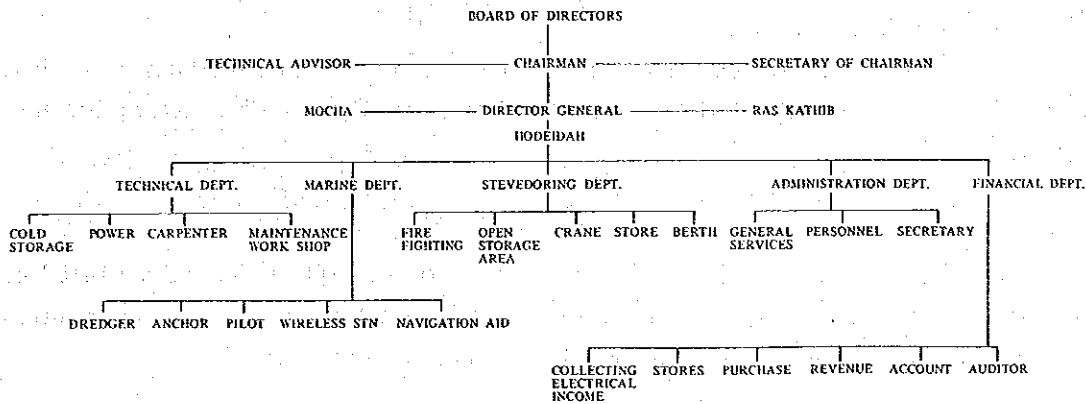 BOARD OF DIRECTORS
TECHNICAL ADVISOR CHAIRMAN SECRETARY OF CHAIRMAN
MOCHA DIRECTOR GENERAL RAS KATHIB
HODEIDAH
TECHNICAL DEPT. MARINE DEPT. STEVEDORING DEPT. ADMINISTRATION DEPT. FINANCIAL DEPT.
COLD STORAGE POWER CARPENTER MAINTENANCE WORK SHOP FIRE FIGHTING OPEN STORAGE AREA CRANE STORE BERTH GENERAL SERVICES PERSONNEL SECRETARY
DREDGER ANCHOR PILOT WIRELESS STN NAVIGATION AID
COLLECTING ELECTRICAL INCOME STORES PURCHASE REVENUE ACCOUNT AUDITOR